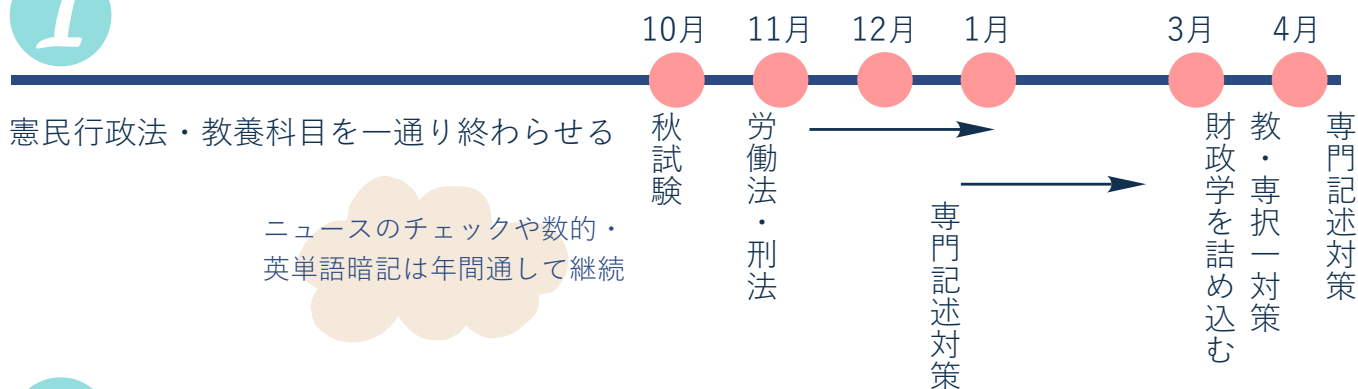 1
10月 11月 12月 1月 3月 4月
憲民行政法・教養科目を一通り終わらせる
秋試験
労働法・刑法
専門記述対策
財政学を詰め込む
教・専択一対策
専門記述対策
ニュースのチェックや数的・
英単語暗記は年間通して継続